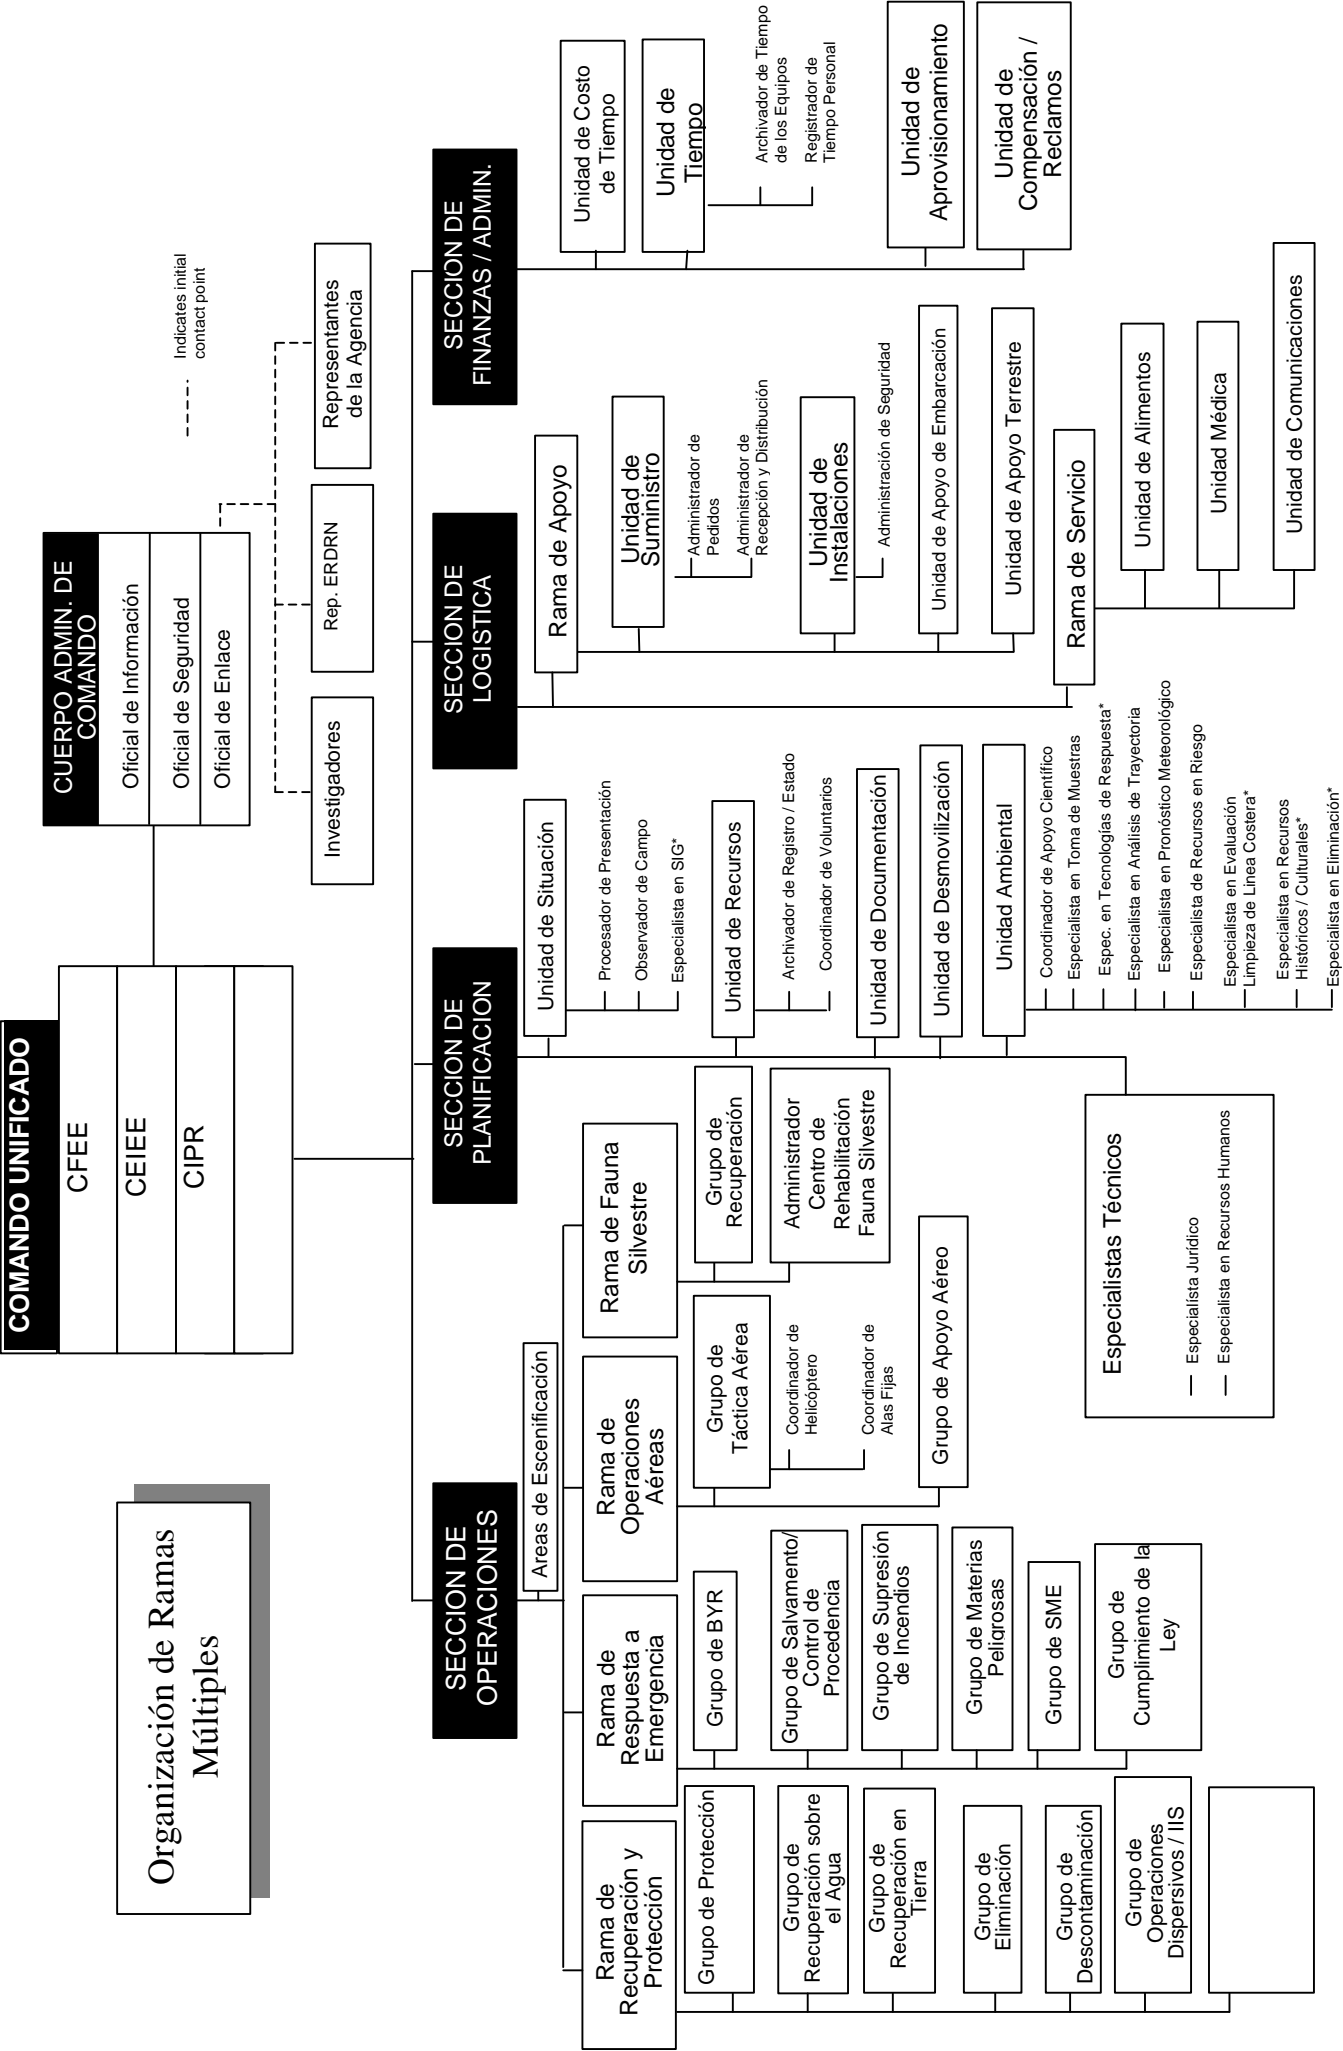 Organización de Ramas
Múltiples
COMANDO UNIFICADO
CFEE
CEIEE
CIPR
CUERPO ADMIN. DE
COMANDO
Oficial de Información
Oficial de Seguridad
Oficial de Enlace
Indicates initial
contact point
Investigadores
Rep. ERDRN
Representantes
de la Agencia
SECCION DE
OPERACIONES
Areas de Escenificación
Rama de
Recuperación y
Protección
Grupo de Protección
Grupo de
Recuperación sobre
el Agua
Grupo de
Recuperación en
Tierra
Grupo de
Eliminación
Grupo de
Descontaminación
Grupo de
Operaciones
Dispersivos / IIS
Rama de
Respuesta a
Emergencia
Grupo de BYR
Grupo de Salvamento/
Control de
Procedencia
Grupo de Supresión
de Incendios
Grupo de Materias
Peligrosas
Grupo de SME
Grupo de
Cumplimiento de la
Ley
Rama de
Operaciones
Aéreas
Grupo de
Táctica Aérea
Coordinador de
Helicóptero
Coordinador de
Alas Fijas
Grupo de Apoyo Aéreo
Rama de Fauna
Silvestre
Grupo de
Recuperación
Administrador
Centro de
Rehabilitación
Fauna Silvestre
SECCION DE
PLANIFICACION
Unidad de Situación
Procesador de Presentación
Observador de Campo
Especialista en SIG*
Unidad de Recursos
Archivador de Registro / Estado
Coordinador de Voluntarios
Unidad de Documentación
Unidad de Desmovilización
Unidad Ambiental
Coordinador de Apoyo Científico
Especialista en Toma de Muestras
Espec. en Tecnologías de Respuesta*
Especialista en Análisis de Trayectoria
Especialista en Pronóstico Meteorológico
Especialista de Recursos en Riesgo
Especialista en Evaluación
Limpieza de Linea Costera*
Especialista en Recursos
Históricos / Culturales*
Especialista en Eliminación*
Especialistas Técnicos
Especialísta Jurídico
Especialista en Recursos Humanos
SECCION DE
LOGISTICA
Rama de Apoyo
Unidad de
Suministro
Administrador de
Pedidos
Administrador de
Recepción y Distribución
Unidad de
Instalaciones
Administración de Seguridad
Unidad de Apoyo de Embarcación
Unidad de Apoyo Terrestre
Rama de Servicio
Unidad de Alimentos
Unidad Médica
Unidad de Comunicaciones
SECCION DE
FINANZAS / ADMIN.
Unidad de Costo
de Tiempo
Unidad de
Tiempo
Archivador de Tiempo
de los Equipos
Registrador de
Tiempo Personal
Unidad de
Aprovisionamiento
Unidad de
Compensación /
Reclamos